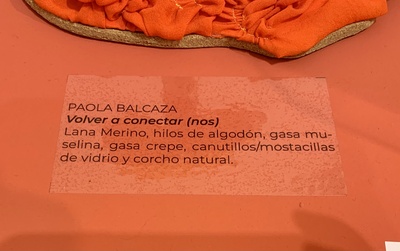 PAOLA BALCAZA
Volver a conectar (nos)
Lana Merino, hilos de algodón, gasa mu-
selina, gasa crepe, canutillos/mostacillas
de vidrio y corcho natural.